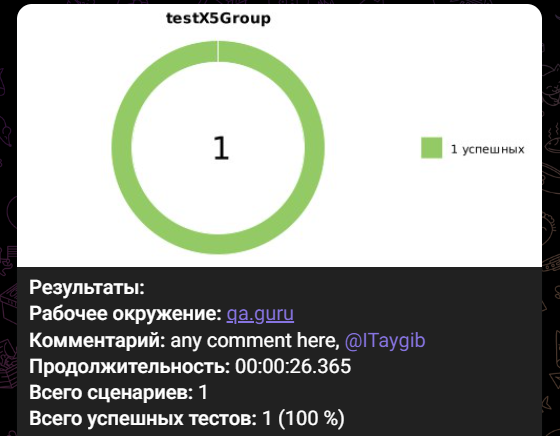 testX5Group
1
1 успешных
Результаты:
Рабочее окружение: qa.guru
Комментарий: any comment here, @ITaygib
Продолжительность: 00:00:26.365
Всего сценариев: 1
Всего успешных тестов: 1 (100 %)